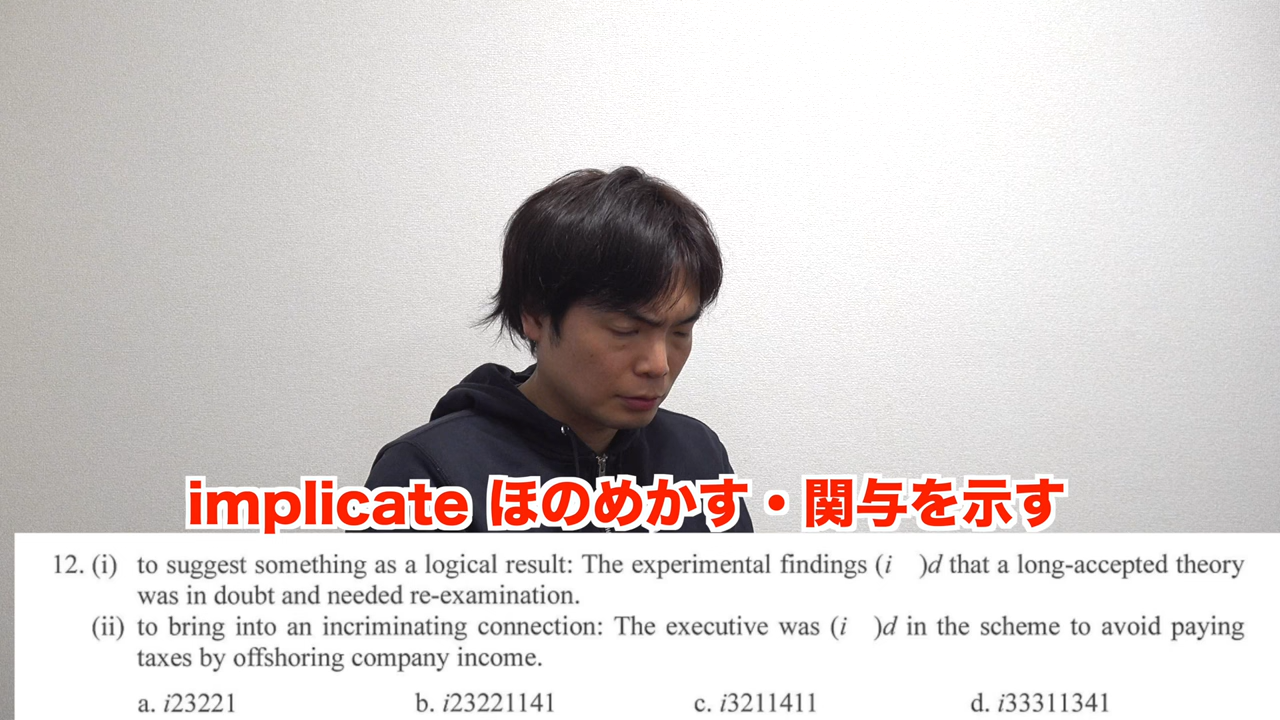 implicate ほのめかす・関与を示す
12. (i) to suggest something as a logical result: The experimental findings (i )d that a long-accepted theory
was in doubt and needed re-examination.
(ii) to bring into an incriminating connection: The executive was (i )d in the scheme to avoid paying
taxes by offshoring company income.
a. i23221 b. i23221141 c. i3211411 d. i33311341